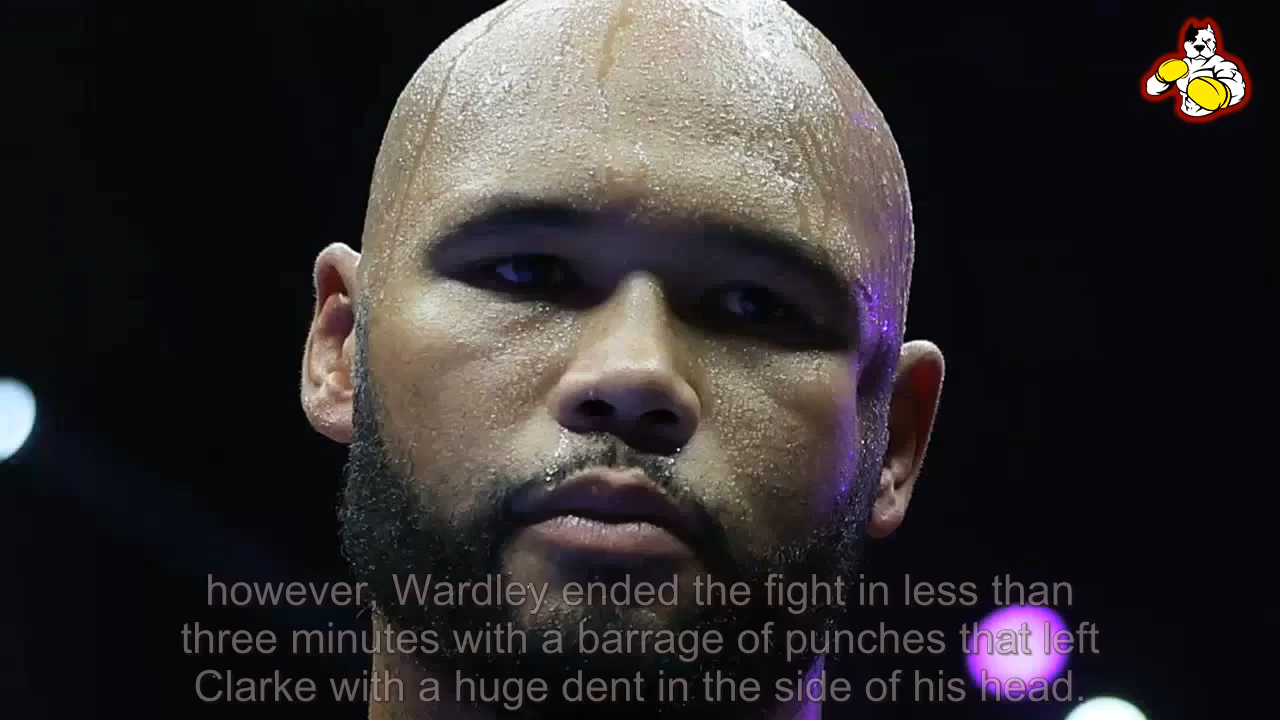 however, Wardley ended the fight in less than
three minutes with a barrage of punches that left
Clarke with a huge dent in the side of his head.